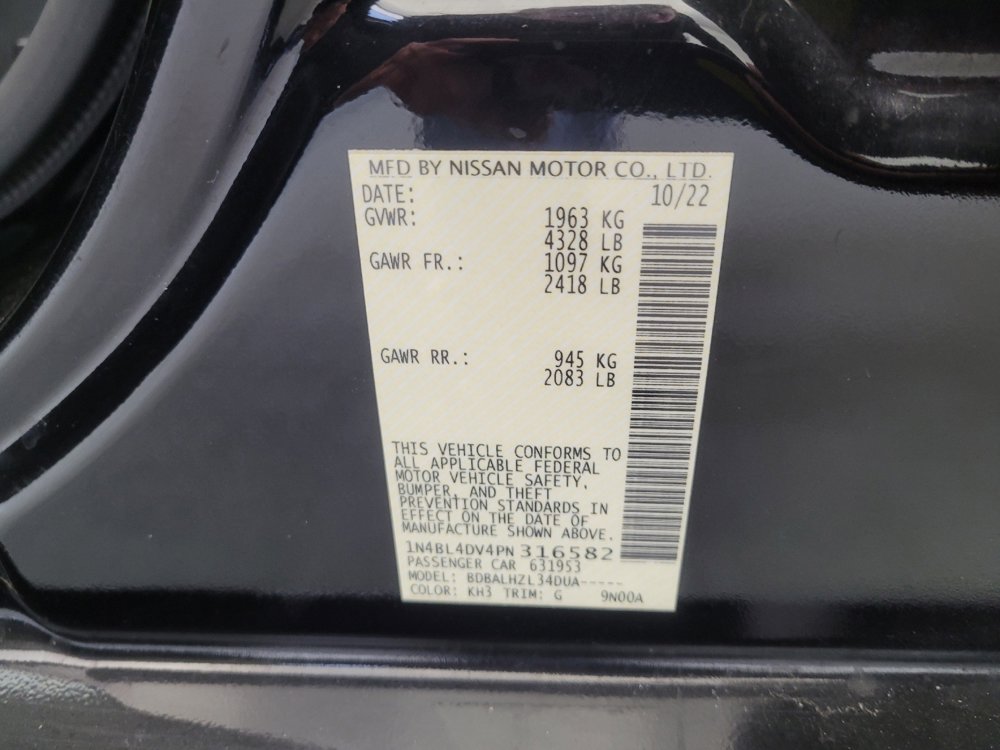 MFD BY NISSAN MOTOR CO., LTD.
DATE: 10/22
GVWR: 1963 KG
4328 LB
GAWR FR.: 1097 KG
2418 LB
GAWR RR.: 945 KG
2083 LB
THIS VEHICLE CONFORMS TO
ALL APPLICABLE FEDERAL
MOTOR VEHICLE SAFETY,
BUMPER, AND THEFT
PREVENTION STANDARDS IN
EFFECT ON THE DATE OF
MANUFACTURE SHOWN ABOVE.
1N4BL4DV4PN316582
PASSENGER CAR 631953
MODEL: BDBALHZL34DUA-----
COLOR: KH3 TRIM: G 9N00A